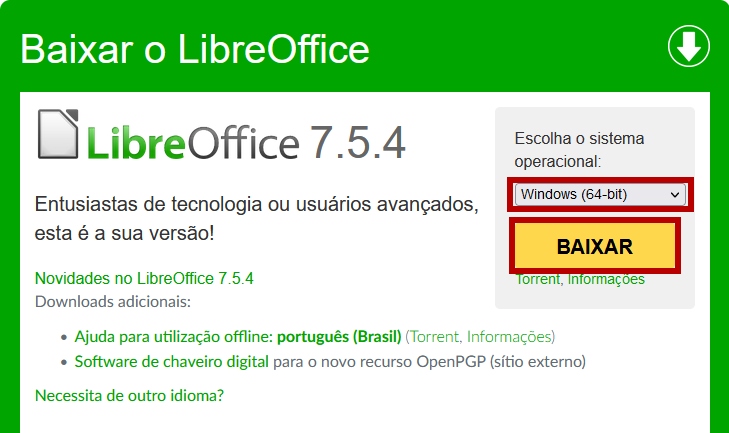 Baixar o LibreOffice
LibreOffice 7.5.4
Entusiastas de tecnologia ou usuários avançados,
esta é a sua versão!
Novidades no LibreOffice 7.5.4
Downloads adicionais:
• Ajuda para utilização offline: português (Brasil) (Torrent, Informações)
• Software de chaveiro digital para o novo recurso OpenPGP (sítio externo)
Necessita de outro idioma?
Escolha o sistema
operacional:
Windows (64-bit)
BAIXAR
Torrent, Informações